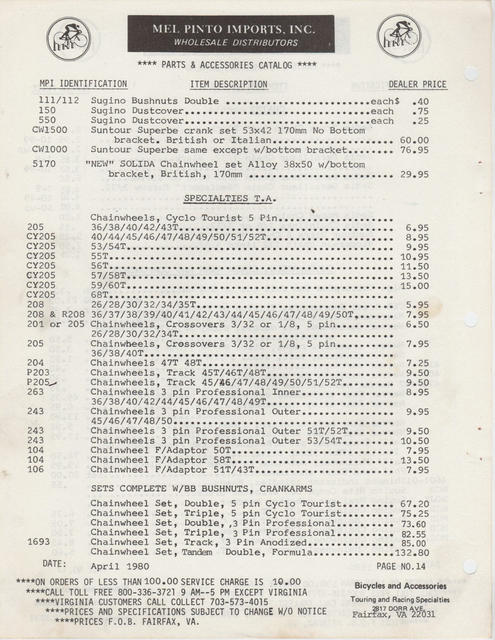 MEL PINTO IMPORTS, INC.
WHOLESALE DISTRIBUTORS
**** PARTS & ACCESSORIES CATALOG ****
MPI IDENTIFICATION ITEM DESCRIPTION DEALER PRICE
111/112 Sugino Bushnuts Double ..........each$ .40
150 Sugino Dustcover..........each .75
550 Sugino Dustcover..........each .25
CW1500 Suntour Superbe crank set 53x42 170mm No Bottom
bracket. British or Italian.......... 60.00
CW1000 Suntour Superbe same except w/bottom bracket.......... 76.95
5170 "NEW" SOLIDA Chainwheel set Alloy 38x50 w/bottom
bracket, British, 170mm .......... 29.95
SPECIALTIES T.A.
Chainwheels, Cyclo Tourist 5 Pin..........
205 36/38/40/42/43T.......... 6.95
CY205 40/44/45/46/47/48/49/50/51/52T.......... 8.95
CY205 53/54T.......... 9.95
CY205 55T.......... 10.95
CY205 56T.......... 11.50
CY205 57/58T.......... 13.50
CY205 59/60T.......... 15.00
CY205 68T..........
208 26/28/30/32/34/35T.......... 5.95
208 & R208 36/37/38/39/40/41/42/43/44/45/46/47/48/49/50T.......... 7.95
201 or 205 Chainwheels, Crossovers 3/32 or 1/8, 5 pin.......... 6.50
26/28/30/32/34T..........
205 Chainwheels, Crossovers 3/32 or 1/8, 5 pin.......... 7.95
36/38/40T..........
204 Chainwheels 47T 48T.......... 7.25
P203 Chainwheels, Track 45T/46T/48T.......... 9.50
P205 Chainwheels, Track 45/46/47/48/49/50/51/52T.......... 9.50
263 Chainwheels 3 pin Professional Inner.......... 8.95
36/38/40/42/44/45/46/47/48/49T..........
243 Chainwheels 3 pin Professional Outer.......... 9.95
45/46/47/48/50..........
243 Chainwheels 3 pin Professional Outer 51T/52T.......... 9.50
243 Chainwheels 3 pin Professional Outer 53/54T.......... 10.50
104 Chainwheel F/Adaptor 50T.......... 7.95
104 Chainwheel F/Adaptor 58T.......... 13.50
106 Chainwheel F/Adaptor 51T/43T.......... 7.95
SETS COMPLETE W/BB BUSHNUTS, CRANKARMS
Chainwheel Set, Double, 5 pin Cyclo Tourist.......... 67.20
Chainwheel Set, Triple, 5 pin Cyclo Tourist.......... 75.25
Chainwheel Set, Double, 3 Pin Professional.......... 73.60
Chainwheel Set, Triple, 3 Pin Professional.......... 82.55
1693 Chainwheel Set, Track, 3 Pin Anodized.......... 85.00
Chainwheel Set, Tandem Double, Formula..........132.80
DATE: April 1980 PAGE NO.14
****ON ORDERS OF LESS THAN 100.00 SERVICE CHARGE IS 10.00
****CALL TOLL FREE 800-336-3721 9 AM--5 PM EXCEPT VIRGINIA
****VIRGINIA CUSTOMERS CALL COLLECT 703-573-4015
****PRICES AND SPECIFICATIONS SUBJECT TO CHANGE W/O NOTICE
****PRICES F.O.B. FAIRFAX, VA.
Bicycles and Accessories
Touring and Racing Specialties
2817 DORR AVE.
Fairfax, VA 22031